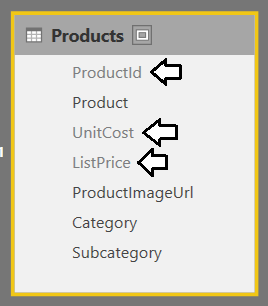 Products
ProductId
Product
UnitCost
ListPrice
ProductImageUrl
Category
Subcategory